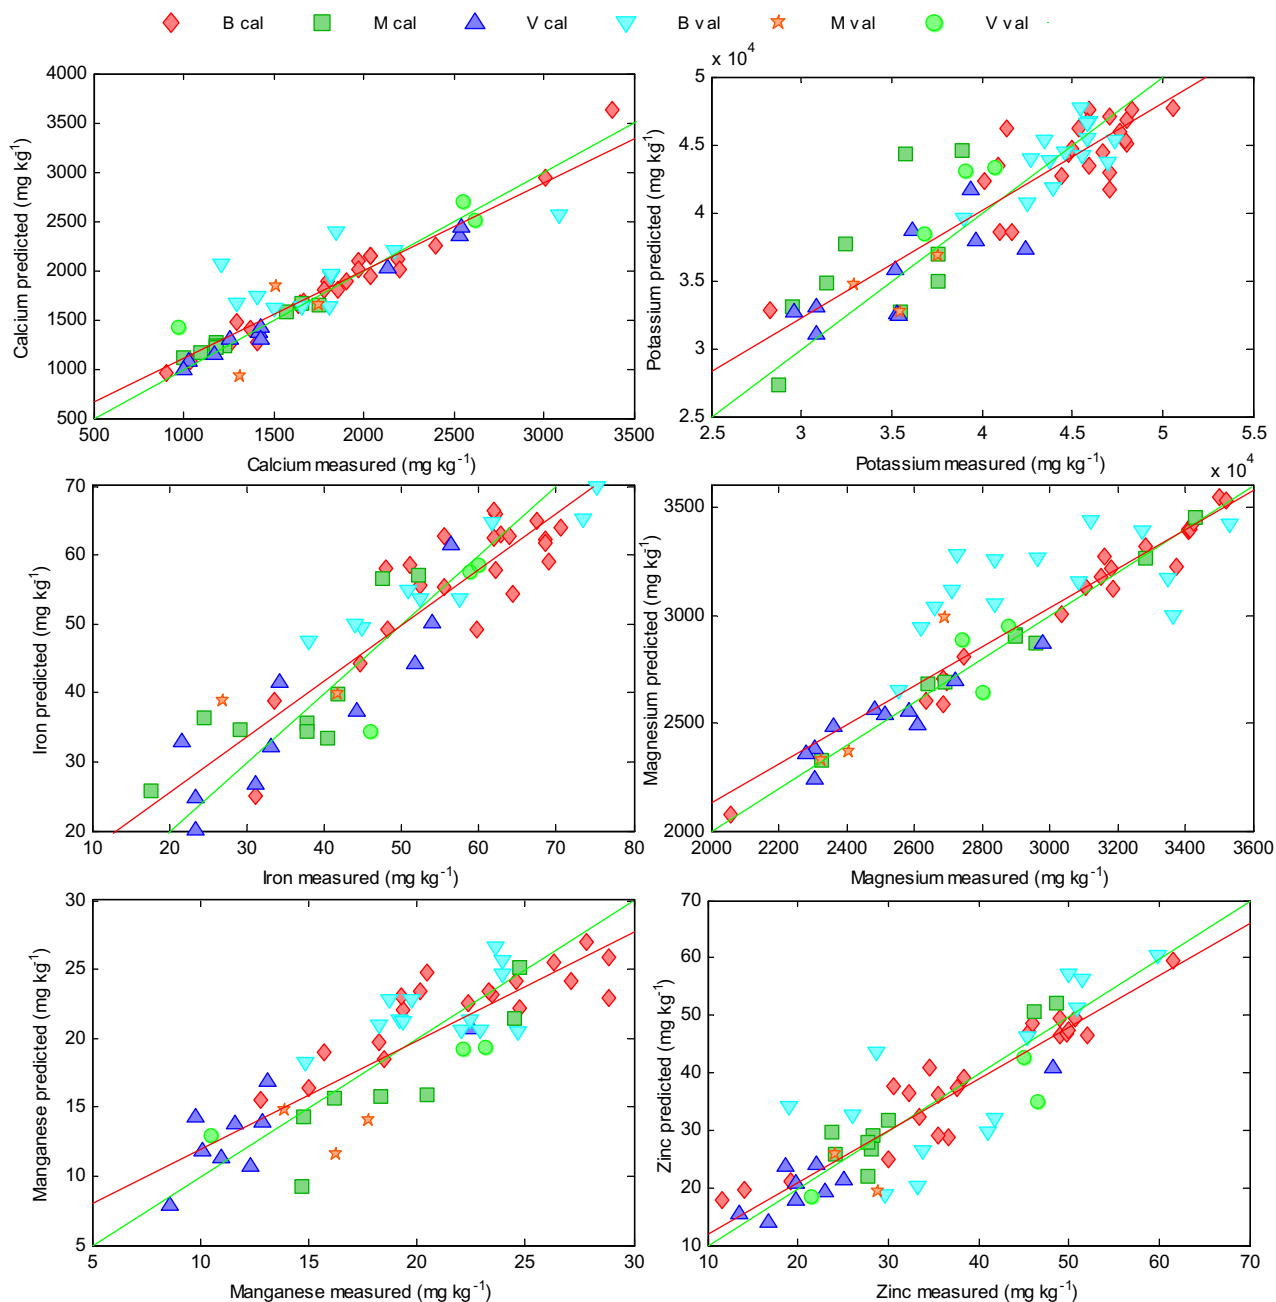 B cal M cal V cal B val M val V val
4000
3500
3000
2500
2000
1500
1000
500
500 1000 1500 2000 2500 3000 3500
Calcium predicted (mg kg⁻¹)
Calcium measured (mg kg⁻¹)
x 10⁴
5
4.5
4
3.5
3
2.5
2.5 3 3.5 4 4.5 5 5.5
Potassium predicted (mg kg⁻¹)
Potassium measured (mg kg⁻¹)
x 10⁴
70
60
50
40
30
20
10 20 30 40 50 60 70 80
Iron predicted (mg kg⁻¹)
Iron measured (mg kg⁻¹)
3500
3000
2500
2000
2000 2200 2400 2600 2800 3000 3200 3400 3600
Magnesium predicted (mg kg⁻¹)
Magnesium measured (mg kg⁻¹)
30
25
20
15
10
5
5 10 15 20 25 30
Manganese predicted (mg kg⁻¹)
Manganese measured (mg kg⁻¹)
70
60
50
40
30
20
10
10 20 30 40 50 60 70
Zinc predicted (mg kg⁻¹)
Zinc measured (mg kg⁻¹)